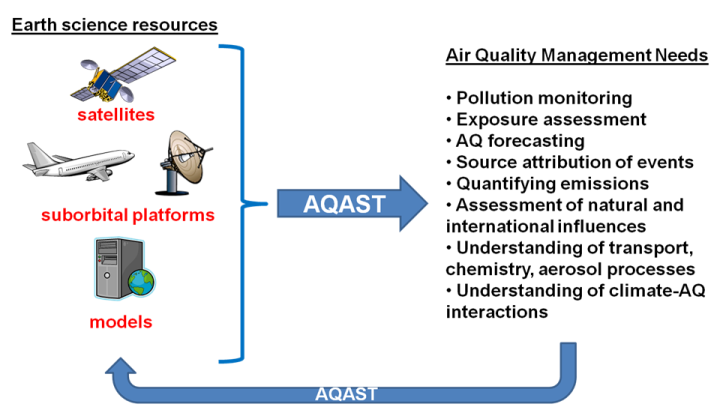 Earth science resources
satellites
suborbital platforms
models
AQAST
Air Quality Management Needs
• Pollution monitoring
• Exposure assessment
• AQ forecasting
• Source attribution of events
• Quantifying emissions
• Assessment of natural and
international influences
• Understanding of transport,
chemistry, aerosol processes
• Understanding of climate-AQ
interactions
AQAST